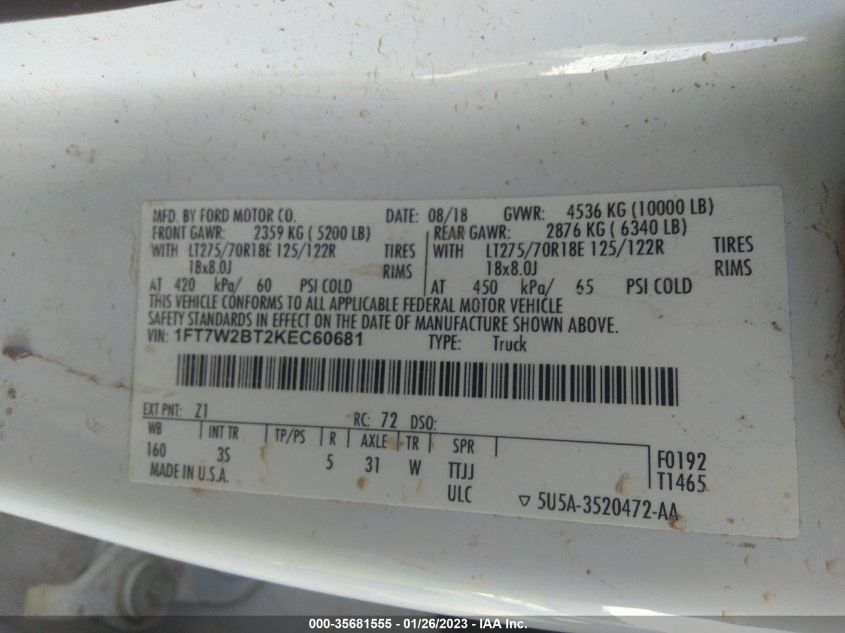 MFD. BY FORD MOTOR CO. DATE: 08/18 GVWR: 4536 KG (10000 LB)
FRONT GAWR: 2359 KG ( 5200 LB) REAR GAWR: 2876 KG ( 6340 LB)
WITH LT275/70R18E 125/122R TIRES WITH LT275/70R18E 125/122R TIRES
18x8.0J RIMS 18x8.0J RIMS
AT 420 kPa/ 60 PSI COLD AT 450 kPa/ 65 PSI COLD
THIS VEHICLE CONFORMS TO ALL APPLICABLE FEDERAL MOTOR VEHICLE
SAFETY STANDARDS IN EFFECT ON THE DATE OF MANUFACTURE SHOWN ABOVE.
VIN: 1FT7W2BT2KEC60681 TYPE: Truck
EXT PNT: Z1 RC: 72 DSO:
WB INT TR TP/PS R AXLE TR SPR
160 3S 5 31 W TTJJ F0192
MADE IN U.S.A. ULC T1465
▽ 5U5A-3520472-AA
000-35681555 - 01/26/2023 - IAA Inc.